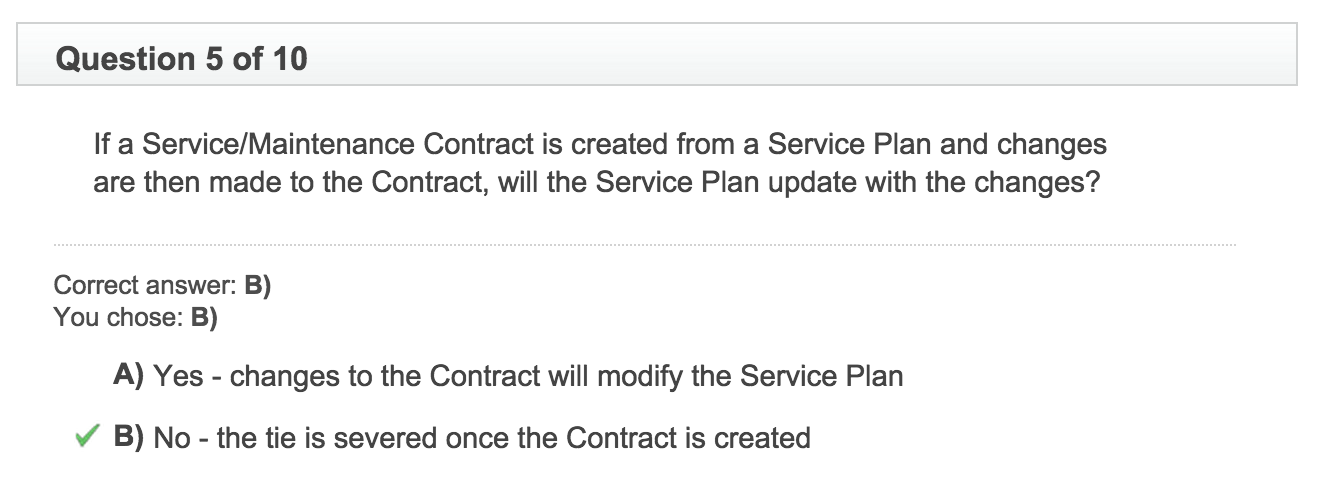 Question 5 of 10
If a Service/Maintenance Contract is created from a Service Plan and changes
are then made to the Contract, will the Service Plan update with the changes?
Correct answer: B)
You chose: B)
A) Yes - changes to the Contract will modify the Service Plan
B) No - the tie is severed once the Contract is created